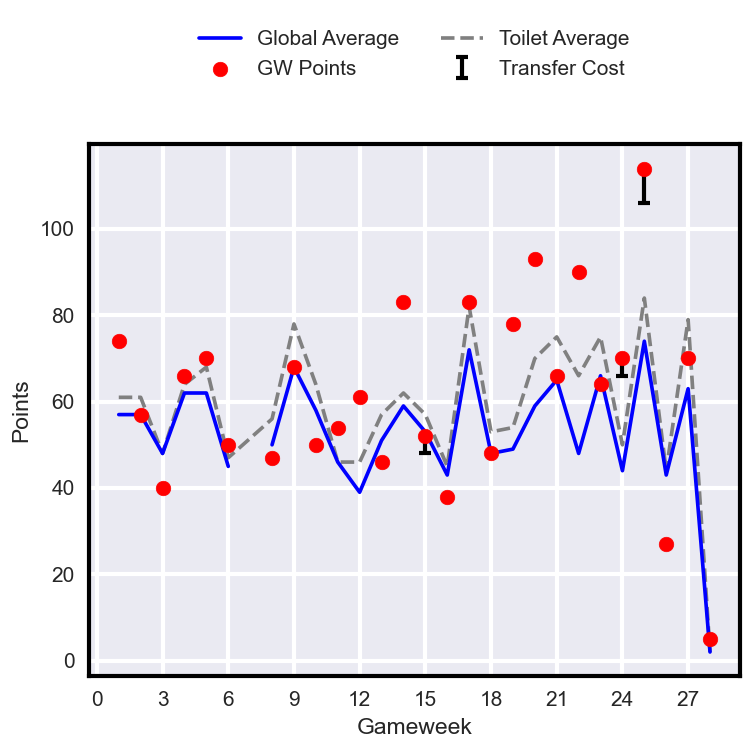 Global Average
Toilet Average
GW Points
Transfer Cost
100
80
60
40
20
0
Points
0 3 6 9 12 15 18 21 24 27
Gameweek